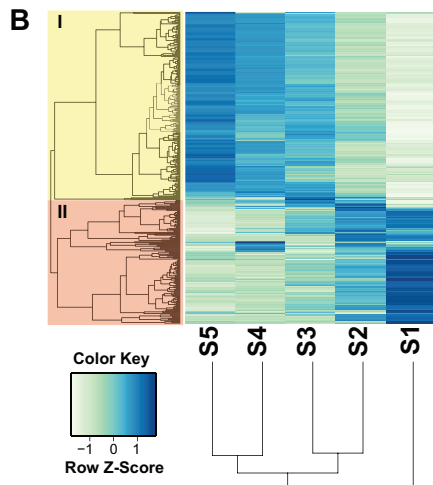 B
I
II
S5 S4 S3 S2 S1
Color Key
−1 0 1
Row Z-Score